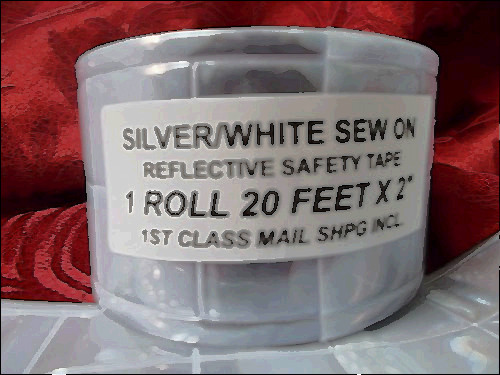 SILVER/WHITE SEW ON
REFLECTIVE SAFETY TAPE
1 ROLL 20 FEET X 2"
1ST CLASS MAIL SHPG INCL.